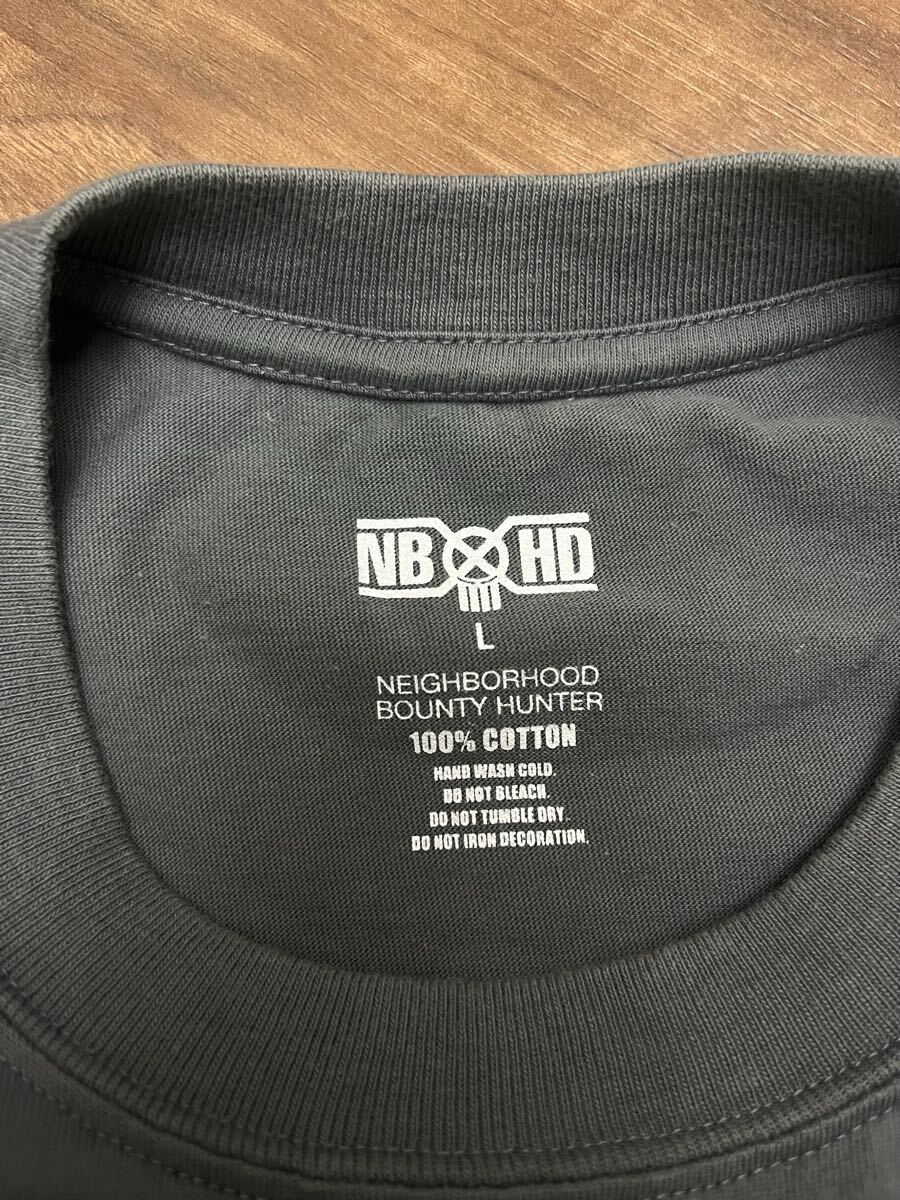 NB HD
L
NEIGHBORHOOD
BOUNTY HUNTER
100% COTTON
HAND WASH COLD.
DO NOT BLEACH.
DO NOT TUMBLE DRY.
DO NOT IRON DECORATION.